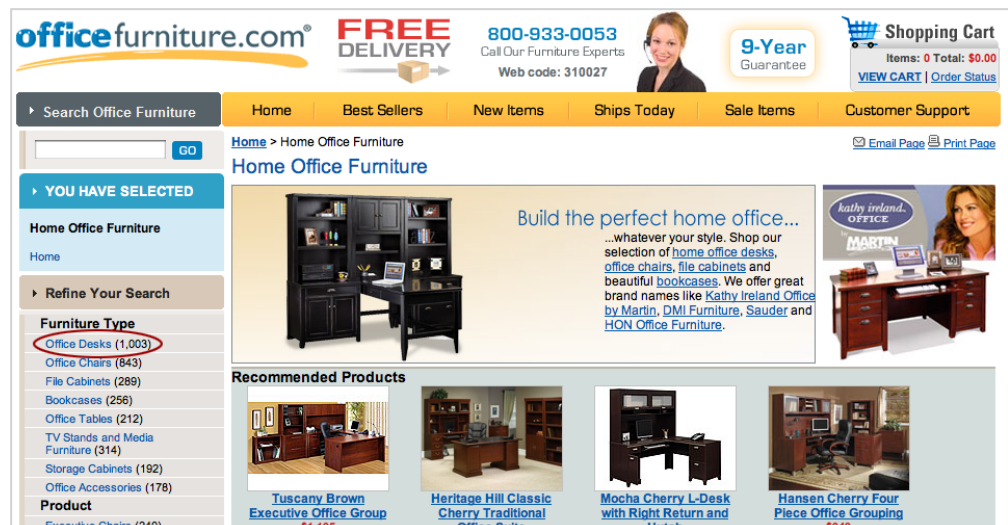 officefurniture.com®
FREE
DELIVERY
800-933-0053
Call Our Furniture Experts
Web code: 310027
9-Year
Guarantee
Shopping Cart
Items: 0 Total: $0.00
VIEW CART | Order Status
Search Office Furniture
Home
Best Sellers
New Items
Ships Today
Sale Items
Customer Support
GO
Home > Home Office Furniture
Email Page
Print Page
Home Office Furniture
YOU HAVE SELECTED
Home Office Furniture
Home
Refine Your Search
Furniture Type
Office Desks (1,003)
Office Chairs (843)
File Cabinets (289)
Bookcases (256)
Office Tables (212)
TV Stands and Media
Furniture (314)
Storage Cabinets (192)
Office Accessories (178)
Product
Executive Chairs (240)
Build the perfect home office...
...whatever your style. Shop our
selection of home office desks,
office chairs, file cabinets and
beautiful bookcases. We offer great
brand names like Kathy Ireland Office
by Martin, DMI Furniture, Sauder and
HON Office Furniture.
kathy ireland.
OFFICE
by
MARTIN
Recommended Products
Tuscany Brown
Executive Office Group
Heritage Hill Classic
Cherry Traditional
Office Suite
Mocha Cherry L-Desk
with Right Return and
Hutch
Hansen Cherry Four
Piece Office Grouping